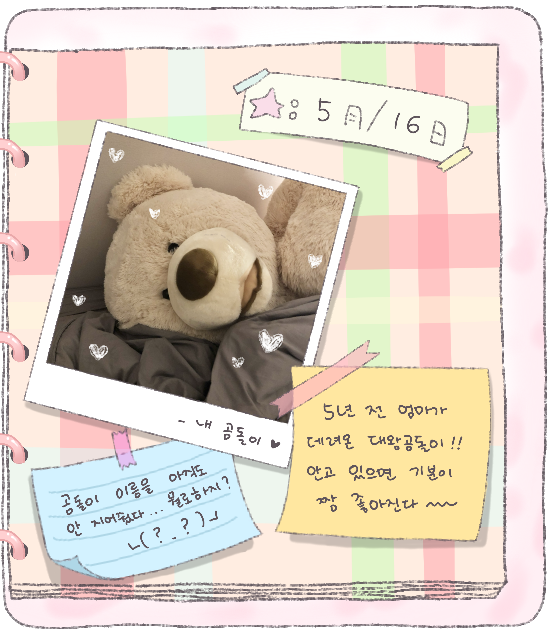 : 5日/16日
- 내 곰돌이 ♥
5년 전 엄마가
데려온 대왕곰돌이!!
안고 있으면 기분이
짱 좋아진다 ~~
곰돌이 이름을 아직도
안 지어줬다... 뭘로하지?
ㄴ(?_?)┘